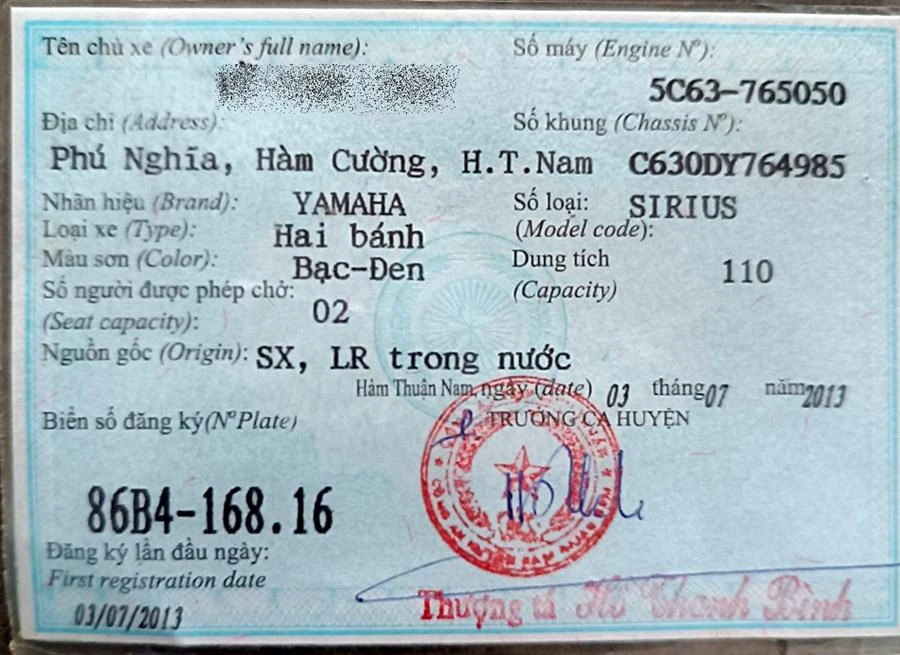 Tên chủ xe (Owner's full name):
Số máy (Engine Nº):
5C63-765050
Địa chỉ (Address):
Số khung (Chassis Nº):
Phú Nghĩa, Hàm Cường, H.T.Nam C630DY764985
Nhãn hiệu (Brand): YAMAHA
Số loại: SIRIUS
(Model code):
Loại xe (Type): Hai bánh
Màu sơn (Color): Bạc-Đen
Dung tích 110
(Capacity)
Số người được phép chở: 02
(Seat capacity):
Nguồn gốc (Origin): SX, LR trong nước
Hàm Thuận Nam, ngày (date) 03 tháng 07 năm 2013
Biển số đăng ký(NºPlate)
TRƯỞNG CA HUYỆN
86B4-168.16
Đăng ký lần đầu ngày:
First registration date
03/07/2013
Thượng tá Hồ Thanh Bình